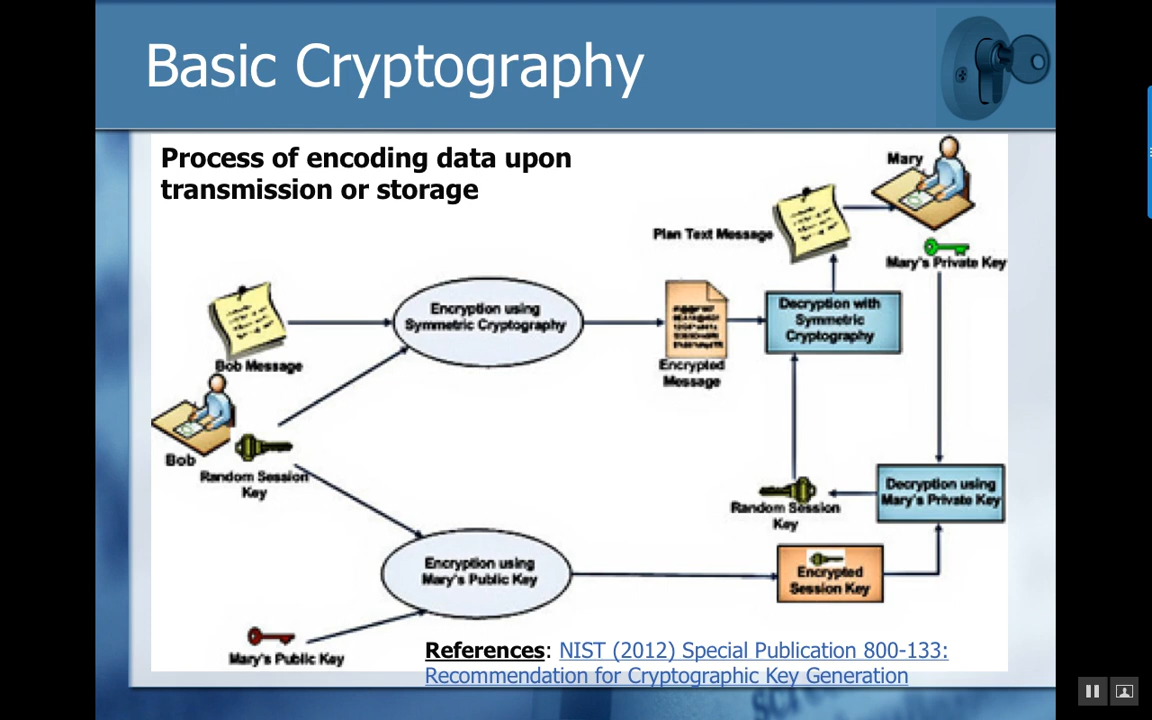 Basic Cryptography
Process of encoding data upon
transmission or storage
Mary
Plan Text Message
Mary's Private Key
Encryption using
Symmetric Cryptography
Decryption with
Symmetric
Cryptography
Bob Message
Encrypted
Message
Bob
Random Session
Key
Decryption using
Mary's Private Key
Random Session
Key
Encryption using
Mary's Public Key
Encrypted
Session Key
Mary's Public Key
References: NIST (2012) Special Publication 800-133:
Recommendation for Cryptographic Key Generation